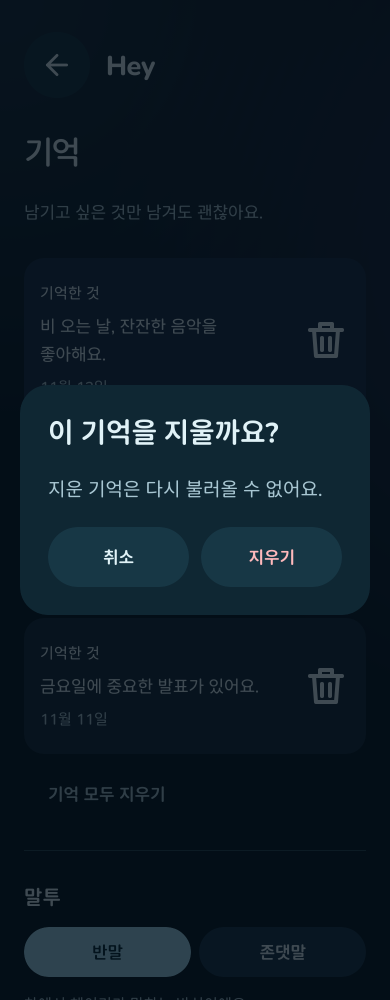 Hey
기억
남기고 싶은 것만 남겨도 괜찮아요.
기억한 것
비 오는 날, 잔잔한 음악을
좋아해요.
이 기억을 지울까요?
지운 기억은 다시 불러올 수 없어요.
취소
지우기
기억한 것
금요일에 중요한 발표가 있어요.
11월 11일
기억 모두 지우기
말투
반말
존댓말